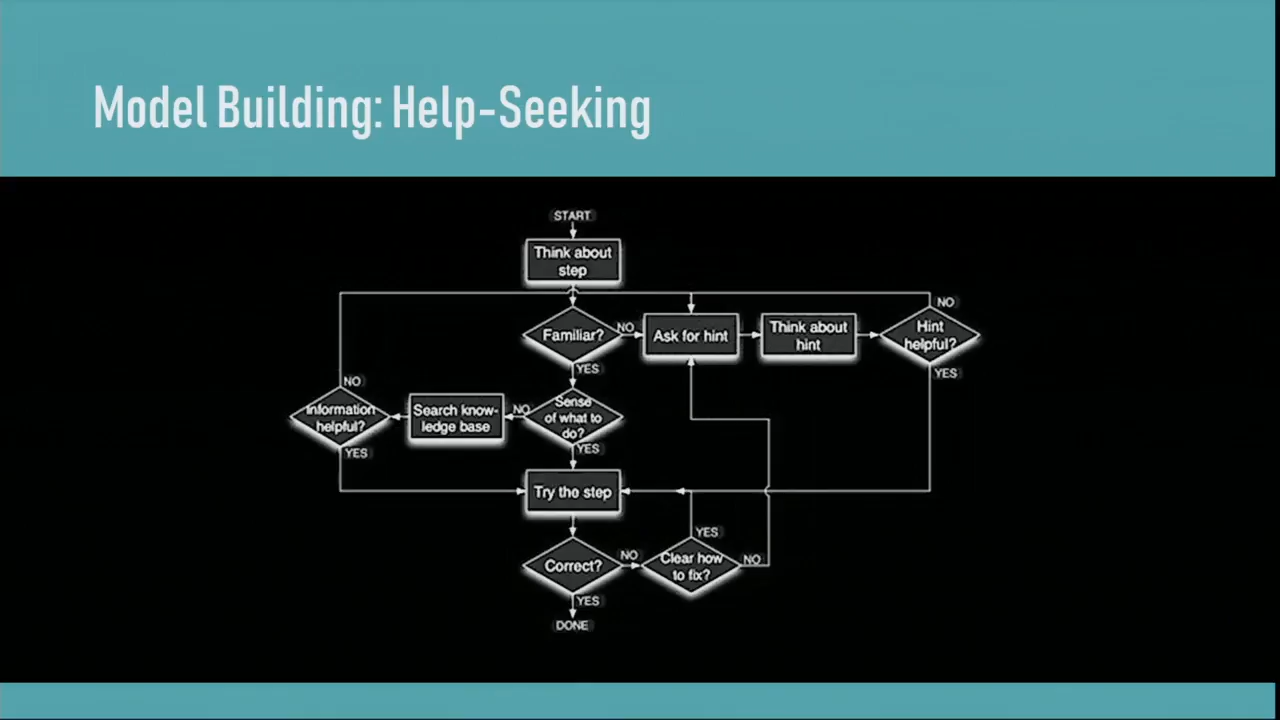 Model Building: Help-Seeking
START
Think about
step
NO
Familiar?
NO
Ask for hint
Think about
hint
Hint
helpful?
YES
YES
NO
Information
helpful?
Search know-
ledge base
NO
Sense
of what to
do?
YES
YES
Try the step
YES
Correct?
NO
Clear how
to fix?
NO
YES
DONE